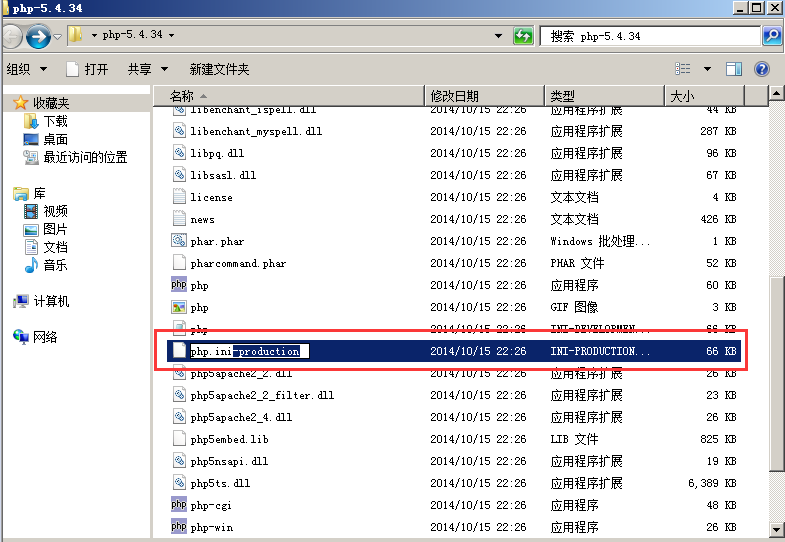 php-5.4.34
php-5.4.34 搜索 php-5.4.34
组织 打开 共享 新建文件夹
收藏夹
下载
桌面
最近访问的位置
库
视频
图片
文档
音乐
计算机
网络
名称 修改日期 类型 大小
libenchant_ispell.dll 2014/10/15 22:26 应用程序扩展 44 KB
libenchant_myspell.dll 2014/10/15 22:26 应用程序扩展 287 KB
libpq.dll 2014/10/15 22:26 应用程序扩展 96 KB
libsasl.dll 2014/10/15 22:26 应用程序扩展 67 KB
license 2014/10/15 22:26 文本文档 4 KB
news 2014/10/15 22:26 文本文档 426 KB
phar.phar 2014/10/15 22:26 Windows 批处理... 1 KB
pharcommand.phar 2014/10/15 22:26 PHAR 文件 52 KB
php php 2014/10/15 22:26 应用程序 60 KB
php 2014/10/15 22:26 GIF 图像 3 KB
php 2014/10/15 22:26 INI-DEVELOPMEN... 66 KB
php.ini-production 2014/10/15 22:26 INI-PRODUCTION... 66 KB
php5apache2_2.dll 2014/10/15 22:26 应用程序扩展 26 KB
php5apache2_2_filter.dll 2014/10/15 22:26 应用程序扩展 23 KB
php5apache2_4.dll 2014/10/15 22:26 应用程序扩展 26 KB
php5embed.lib 2014/10/15 22:26 LIB 文件 825 KB
php5nsapi.dll 2014/10/15 22:26 应用程序扩展 19 KB
php5ts.dll 2014/10/15 22:26 应用程序扩展 6,389 KB
php php-cgi 2014/10/15 22:26 应用程序 48 KB
php php-win 2014/10/15 22:26 应用程序 26 KB